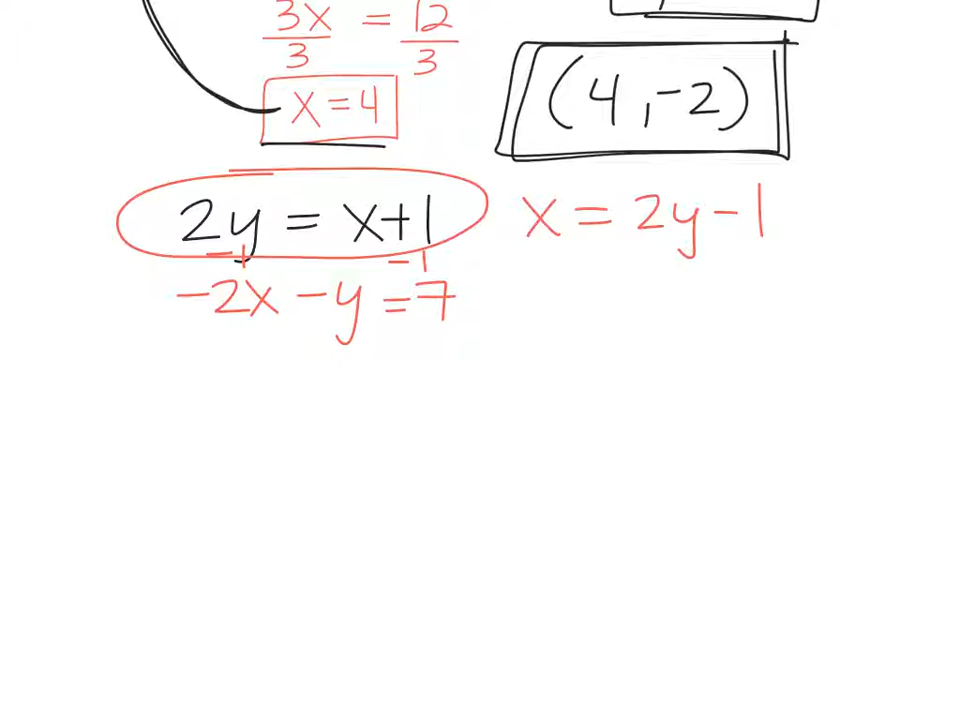 3x = 12
3 3
x = 4
(4, -2)
2y = x+1 x = 2y - 1
-1 -1
-2x - y = 7